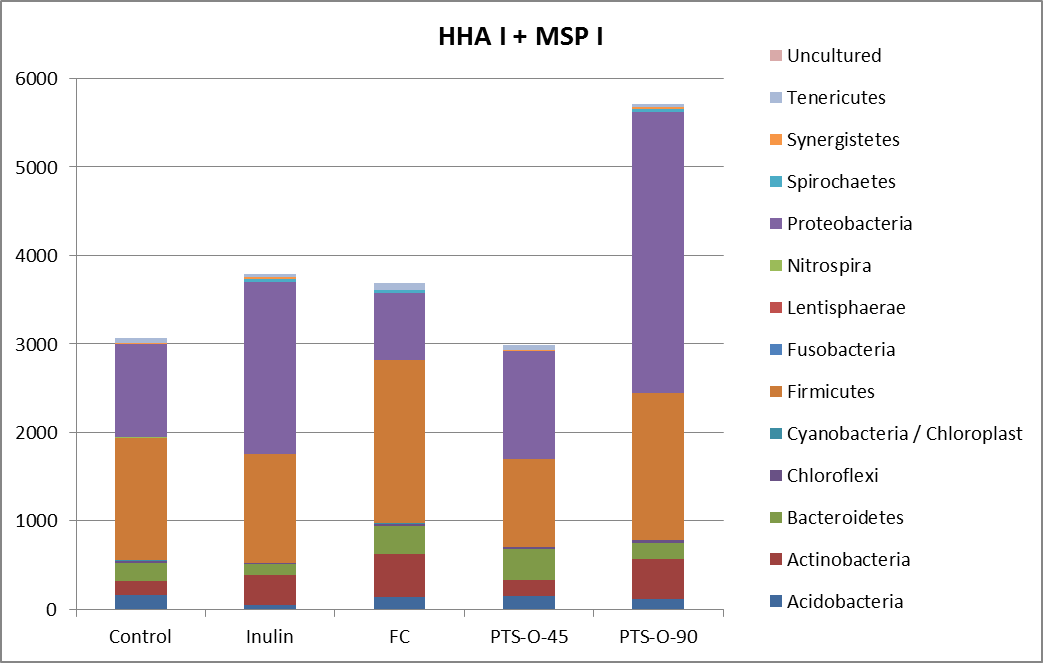 HHA I + MSP I
6000
5000
4000
3000
2000
1000
0
Control
Inulin
FC
PTS-O-45
PTS-O-90
Uncultured
Tenericutes
Synergistetes
Spirochaetes
Proteobacteria
Nitrospira
Lentisphaerae
Fusobacteria
Firmicutes
Cyanobacteria / Chloroplast
Chloroflexi
Bacteroidetes
Actinobacteria
Acidobacteria